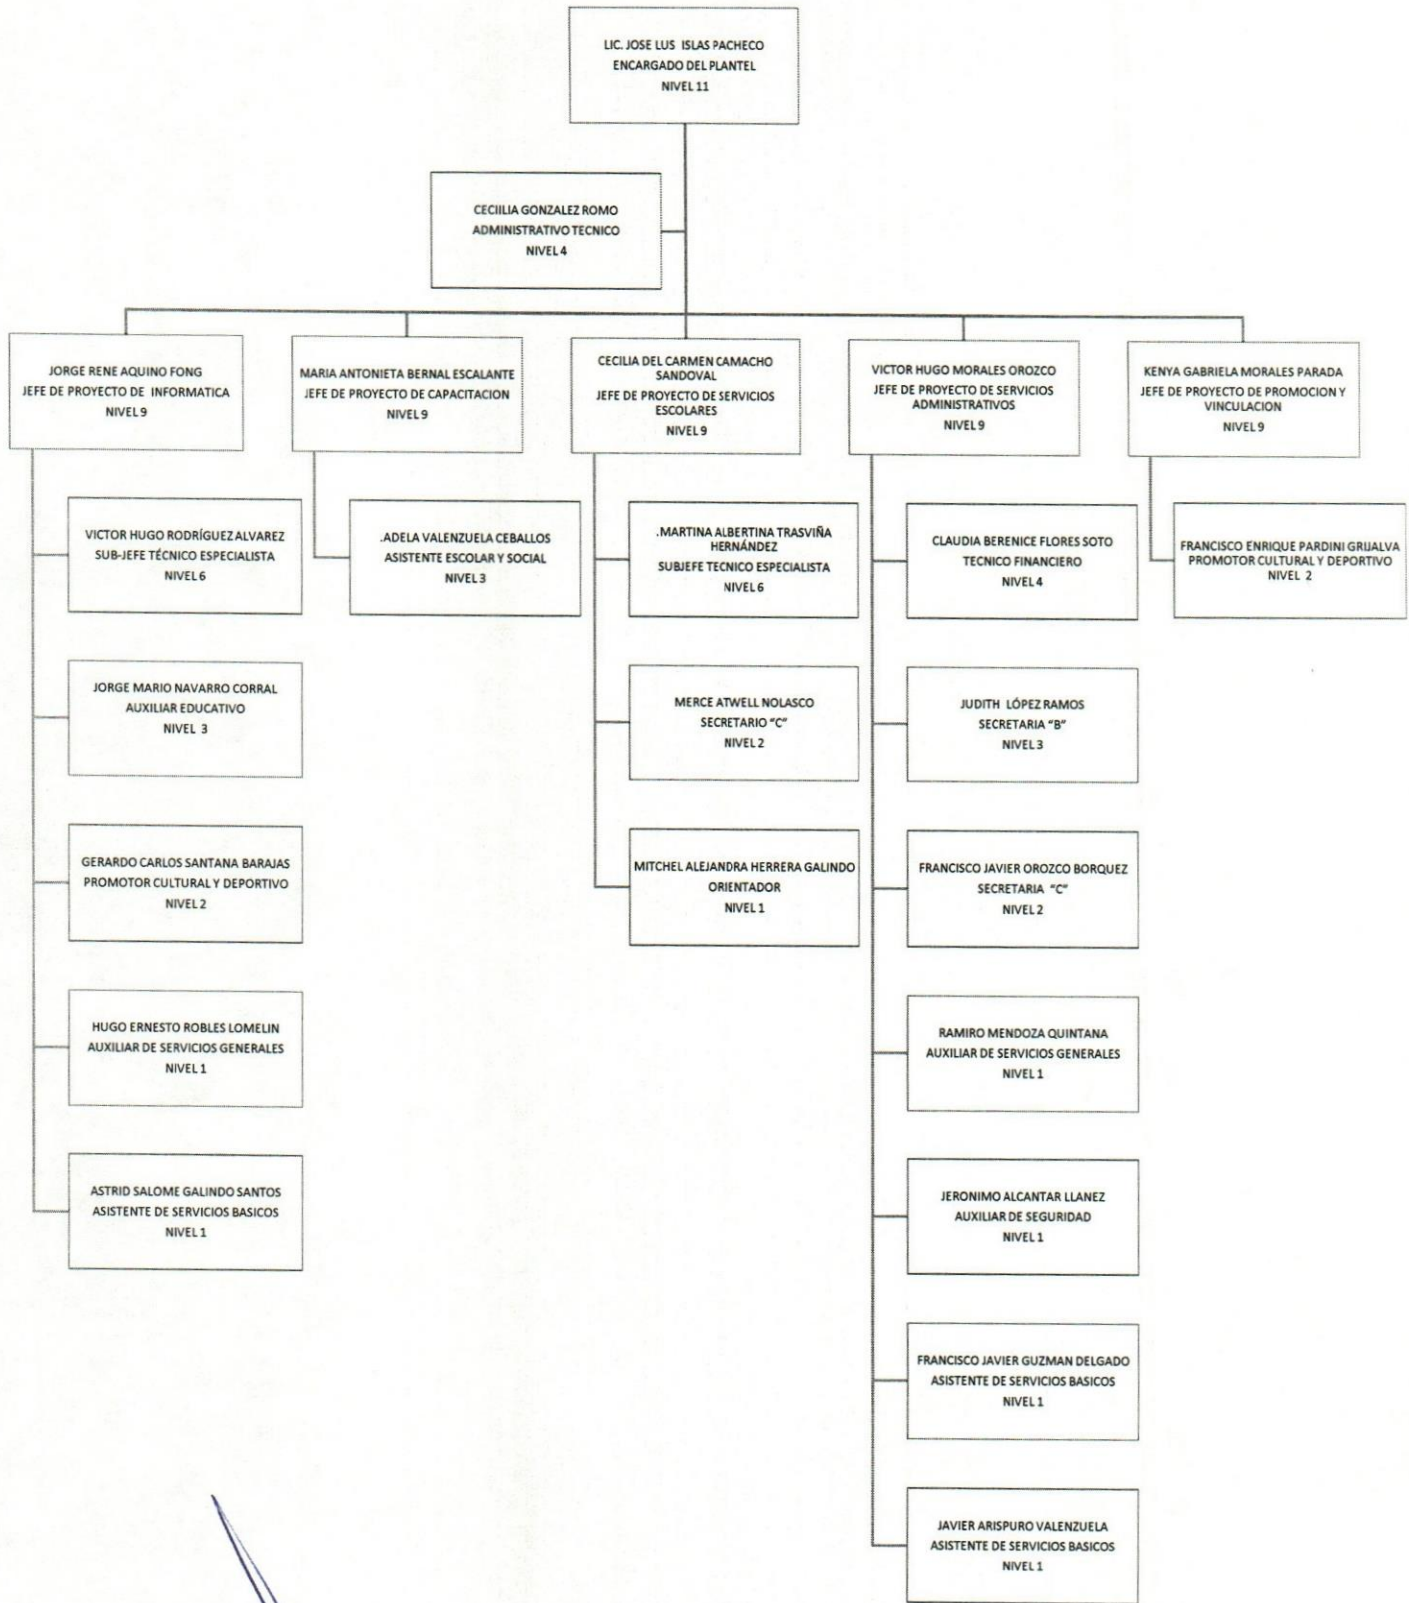 LIC. JOSE LUS ISLAS PACHECO
ENCARGADO DEL PLANTEL
NIVEL 11
CECIILIA GONZALEZ ROMO
ADMINISTRATIVO TECNICO
NIVEL 4
JORGE RENE AQUINO FONG
JEFE DE PROYECTO DE INFORMATICA
NIVEL 9
MARIA ANTONIETA BERNAL ESCALANTE
JEFE DE PROYECTO DE CAPACITACION
NIVEL 9
CECILIA DEL CARMEN CAMACHO
SANDOVAL
JEFE DE PROYECTO DE SERVICIOS
ESCOLARES
NIVEL 9
VICTOR HUGO MORALES OROZCO
JEFE DE PROYECTO DE SERVICIOS
ADMINISTRATIVOS
NIVEL 9
KENYA GABRIELA MORALES PARADA
JEFE DE PROYECTO DE PROMOCION Y
VINCULACION
NIVEL 9
VICTOR HUGO RODRÍGUEZ ALVAREZ
SUB-JEFE TÉCNICO ESPECIALISTA
NIVEL 6
JORGE MARIO NAVARRO CORRAL
AUXILIAR EDUCATIVO
NIVEL 3
GERARDO CARLOS SANTANA BARAJAS
PROMOTOR CULTURAL Y DEPORTIVO
NIVEL 2
HUGO ERNESTO ROBLES LOMELIN
AUXILIAR DE SERVICIOS GENERALES
NIVEL 1
ASTRID SALOME GALINDO SANTOS
ASISTENTE DE SERVICIOS BASICOS
NIVEL 1
.ADELA VALENZUELA CEBALLOS
ASISTENTE ESCOLAR Y SOCIAL
NIVEL 3
.MARTINA ALBERTINA TRASVIÑA
HERNÁNDEZ
SUBJEFE TECNICO ESPECIALISTA
NIVEL 6
MERCE ATWELL NOLASCO
SECRETARIO "C"
NIVEL 2
MITCHEL ALEJANDRA HERRERA GALINDO
ORIENTADOR
NIVEL 1
CLAUDIA BERENICE FLORES SOTO
TECNICO FINANCIERO
NIVEL 4
JUDITH LÓPEZ RAMOS
SECRETARIA "B"
NIVEL 3
FRANCISCO JAVIER OROZCO BORQUEZ
SECRETARIA "C"
NIVEL 2
RAMIRO MENDOZA QUINTANA
AUXILIAR DE SERVICIOS GENERALES
NIVEL 1
JERONIMO ALCANTAR LLANEZ
AUXILIAR DE SEGURIDAD
NIVEL 1
FRANCISCO JAVIER GUZMAN DELGADO
ASISTENTE DE SERVICIOS BASICOS
NIVEL 1
JAVIER ARISPURO VALENZUELA
ASISTENTE DE SERVICIOS BASICOS
NIVEL 1
FRANCISCO ENRIQUE PARDINI GRIJALVA
PROMOTOR CULTURAL Y DEPORTIVO
NIVEL 2